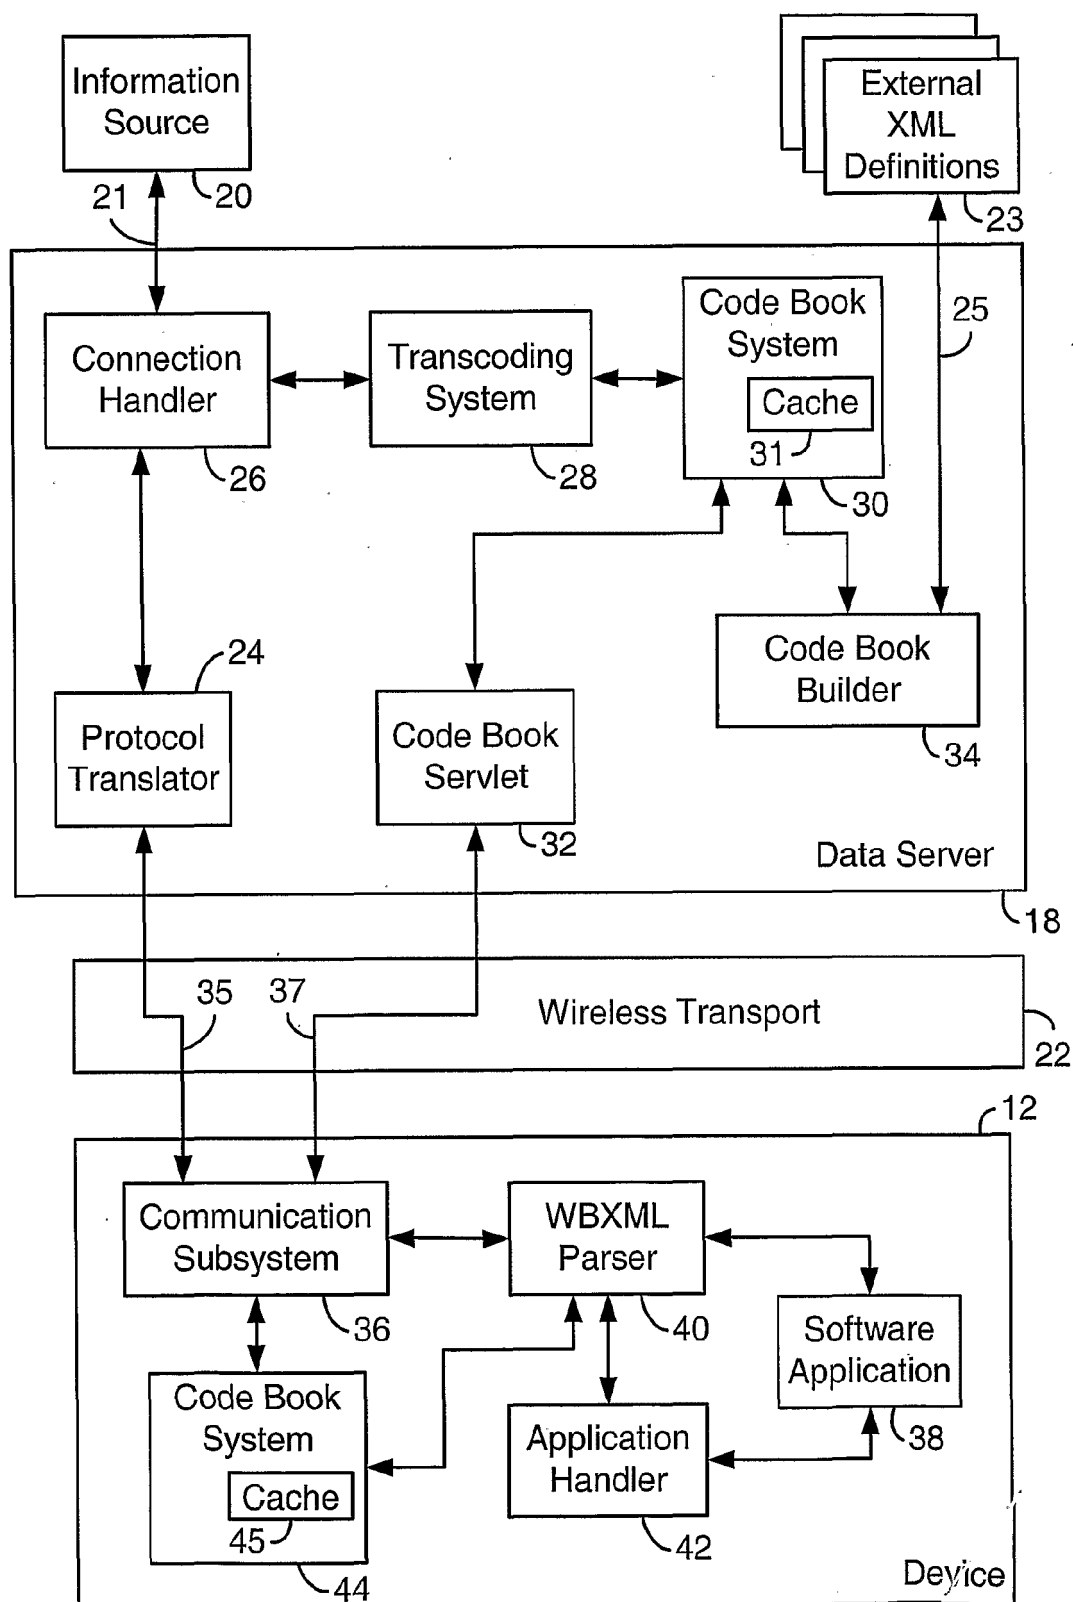 Information
Source
20
21
External
XML
Definitions
23
25
Connection
Handler
26
Transcoding
System
28
Code Book
System
Cache
31
30
24
Protocol
Translator
Code Book
Servlet
32
Code Book
Builder
34
Data Server
18
35
37
Wireless Transport
22
12
Communication
Subsystem
36
WBXML
Parser
40
Software
Application
38
Code Book
System
Cache
45
44
Application
Handler
42
Device